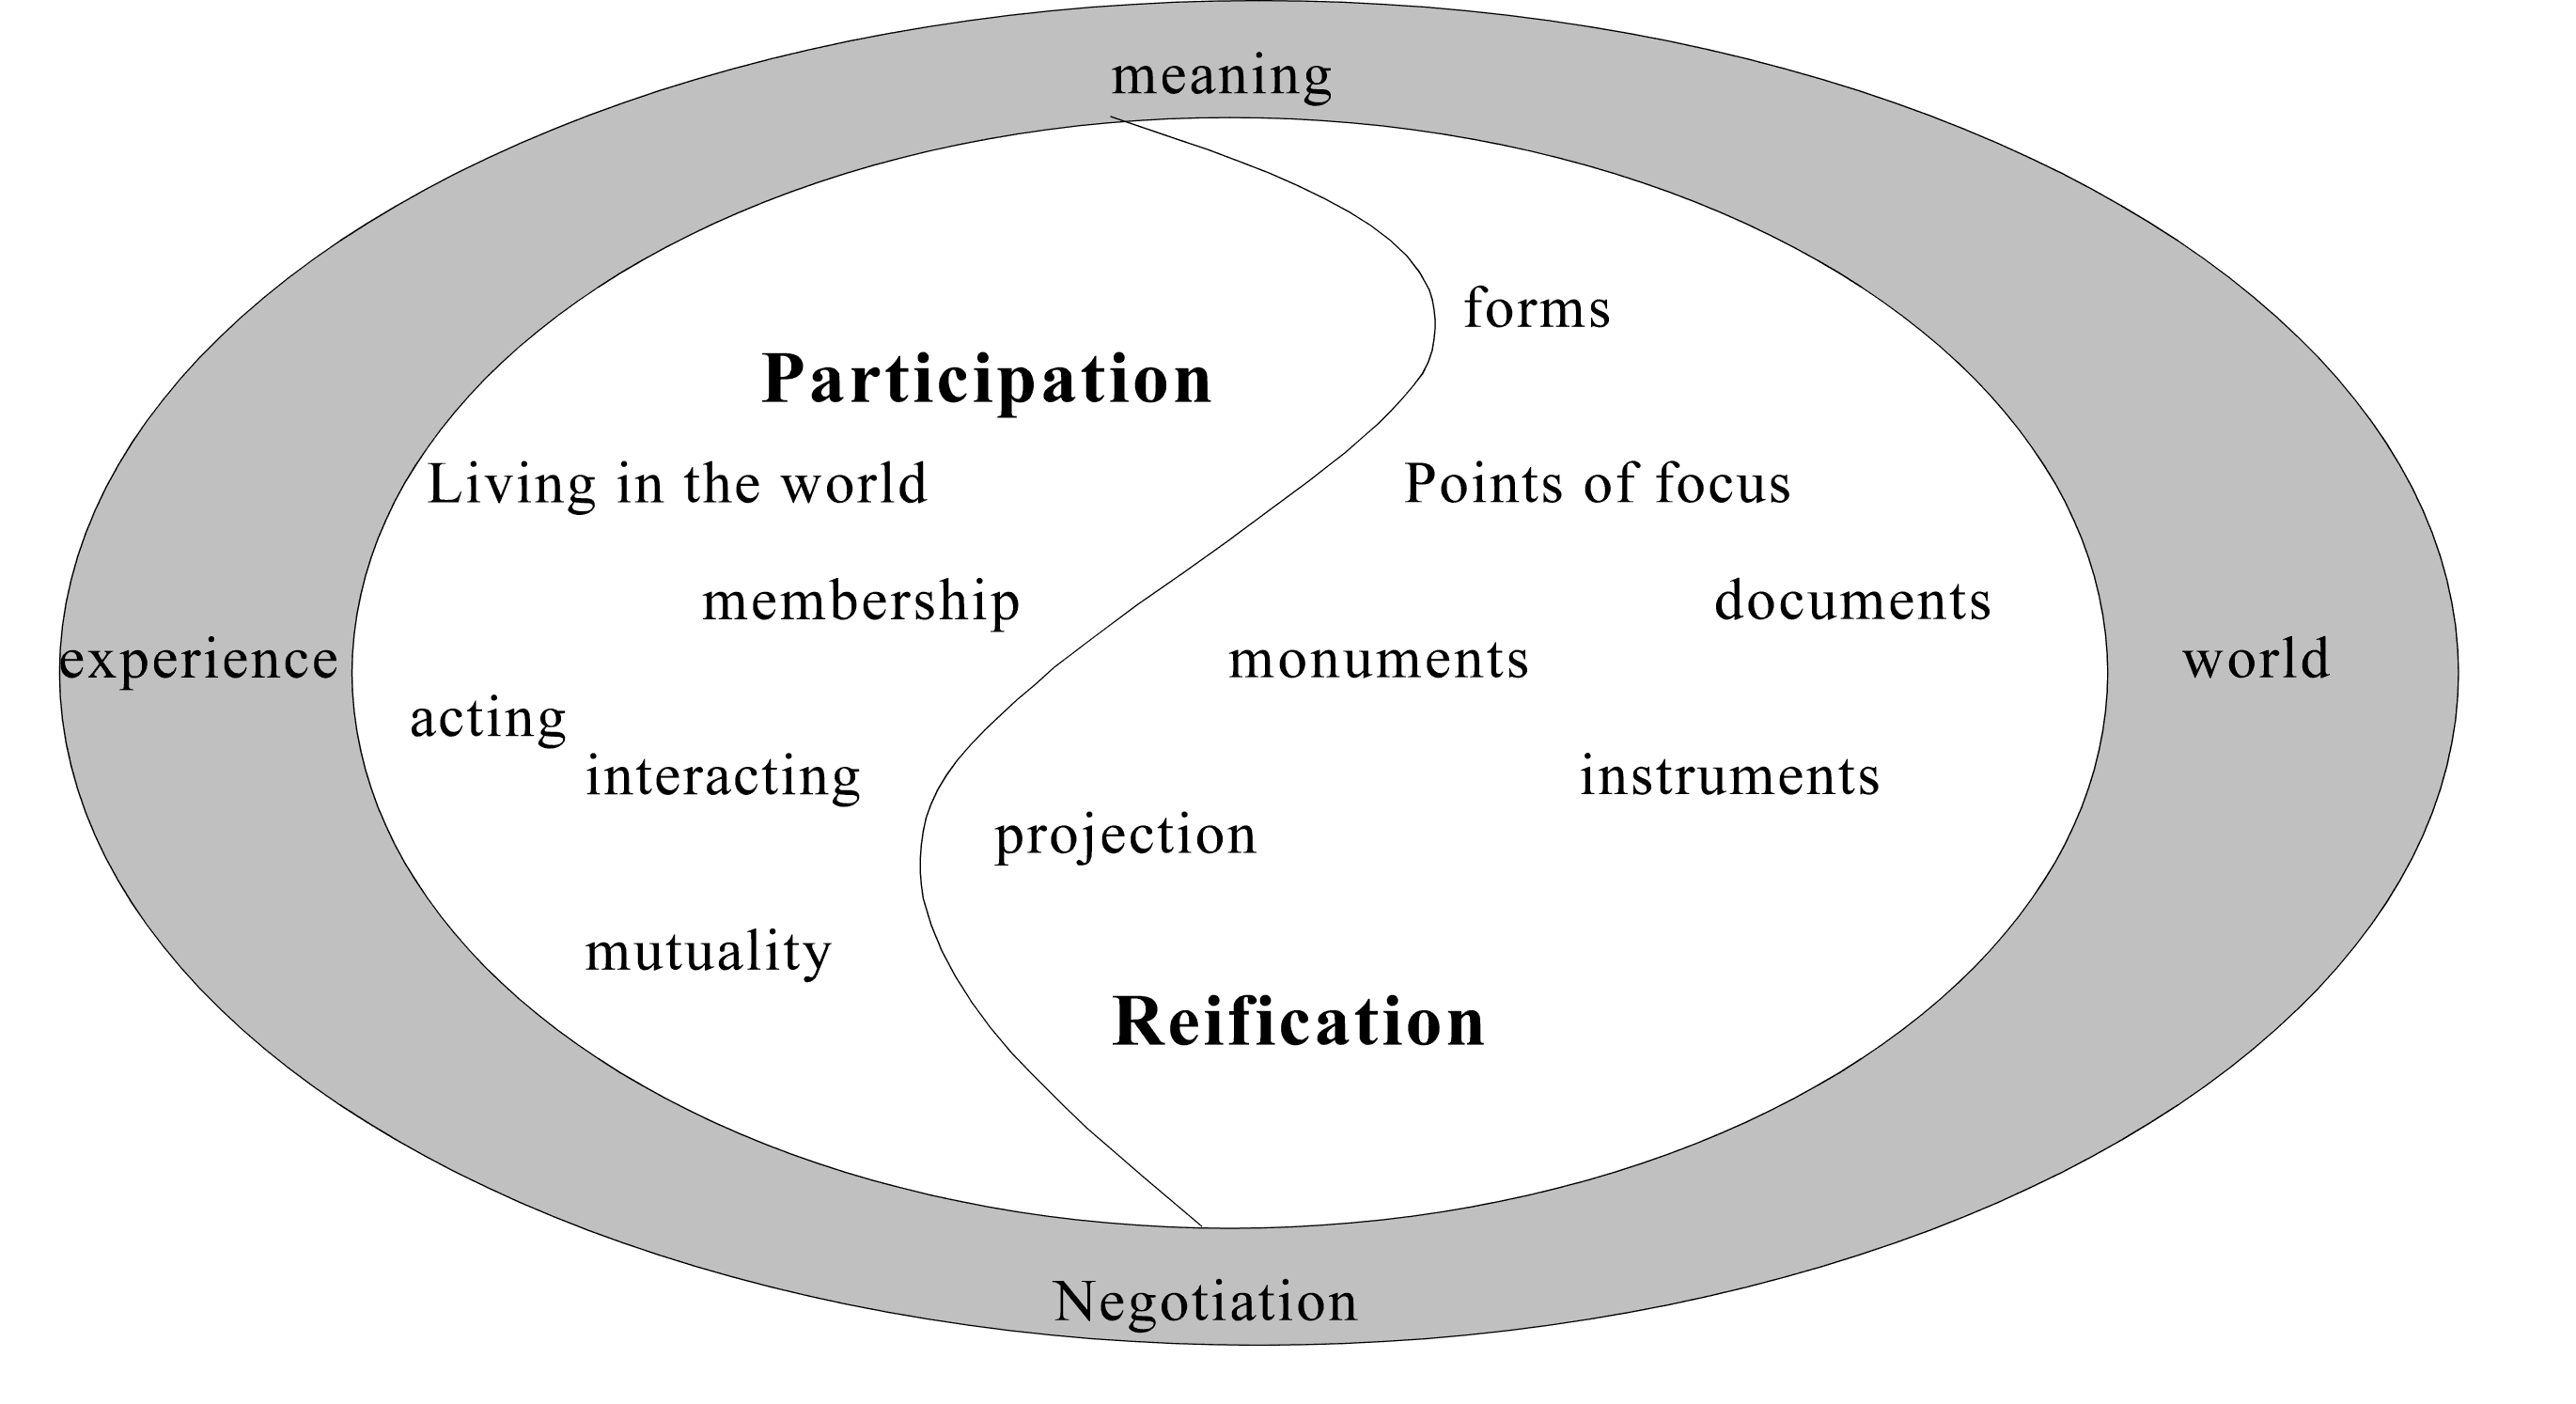 meaning
forms
Participation
Living in the world
Points of focus
membership
documents
experience
monuments
world
acting
interacting
instruments
projection
mutuality
Reification
Negotiation